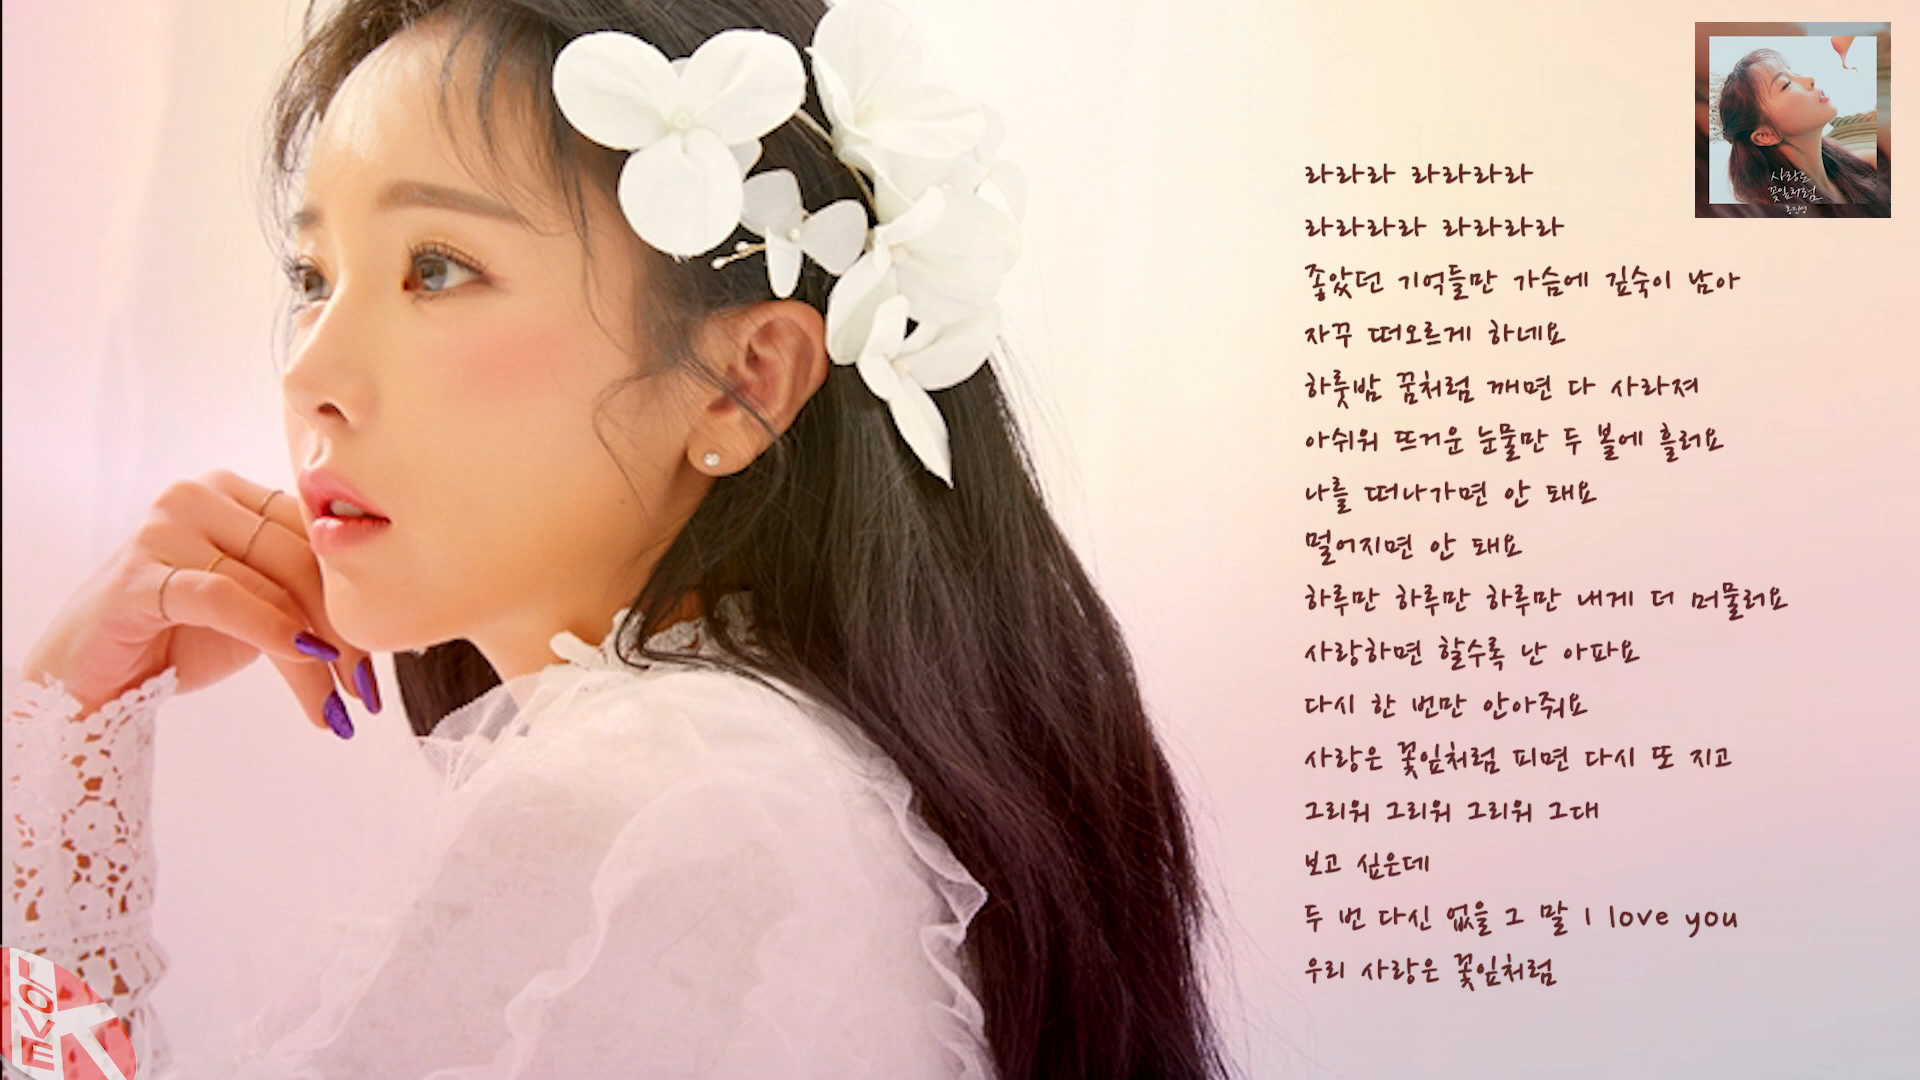 사랑은
꽃잎처럼
홍진영
라라라 라라라라
라라라라 라라라라
좋았던 기억들만 가슴에 깊숙이 남아
자꾸 떠오르게 하네요
하룻밤 꿈처럼 깨면 다 사라져
아쉬워 뜨거운 눈물만 두 볼에 흘러요
나를 떠나가면 안 돼요
멀어지면 안 돼요
하루만 하루만 하루만 내게 더 머물러요
사랑하면 할수록 난 아파요
다시 한 번만 안아줘요
사랑은 꽃잎처럼 피면 다시 또 지고
그리워 그리워 그리워 그대
보고 싶은데
두 번 다신 없을 그 말 I love you
우리 사랑은 꽃잎처럼
LOVE
K